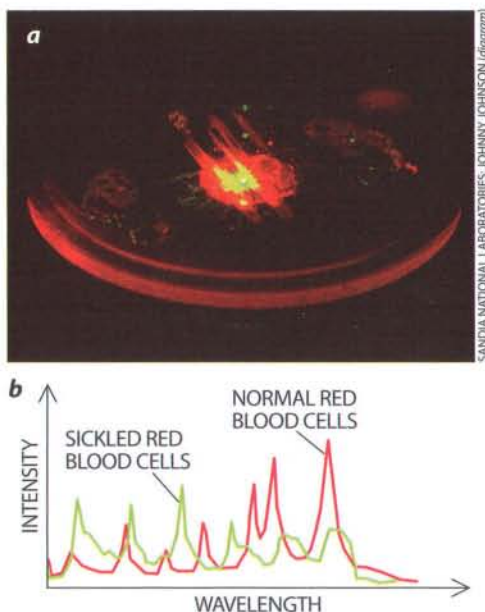 a
SANDIA NATIONAL LABORATORIES; JOHNNY JOHNSON (diagram)
b
NORMAL RED
BLOOD CELLS
SICKLED RED
BLOOD CELLS
INTENSITY
WAVELENGTH